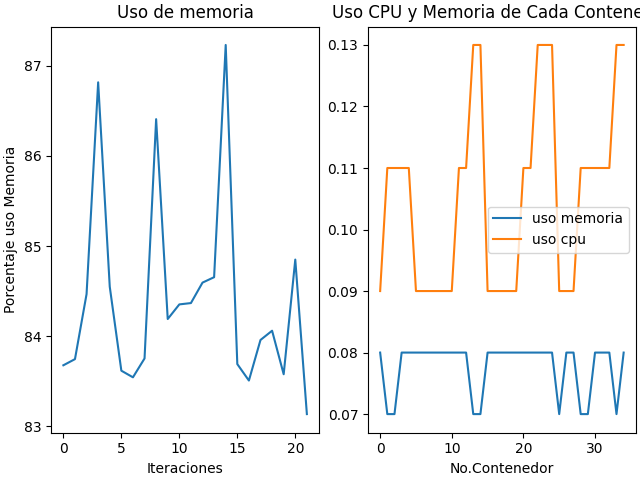 Uso de memoria
Porcentaje uso Memoria
87
86
85
84
83
0 5 10 15 20
Iteraciones
Uso CPU y Memoria de Cada Contene
0.13
0.12
0.11
0.10
0.09
0.08
0.07
uso memoria
uso cpu
0 10 20 30
No.Contenedor